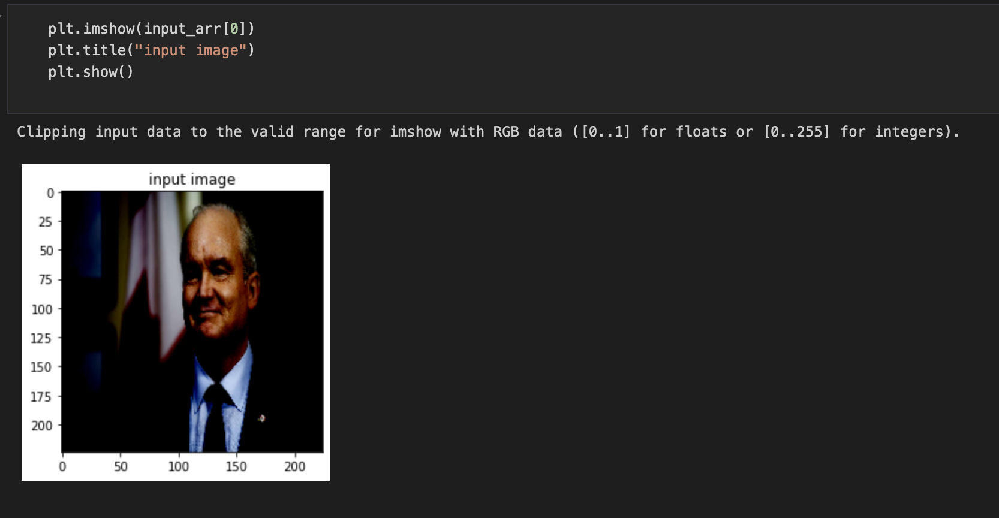 plt.imshow(input_arr[0])
plt.title("input image")
plt.show()
Clipping input data to the valid range for imshow with RGB data ([0..1] for floats or [0..255] for integers).
input image
0
25
50
75
100
125
150
175
200
0 50 100 150 200